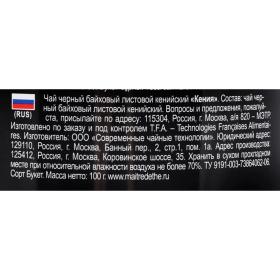 Чай черный байховый листовой кенийский «Кения». Состав: чай чер-
ный байховый листовой кенийский. Вопросы и предложения, пожалуй-
ста, адресуйте по адресу: 115304, Россия, г. Москва, а/я 820 – МЭТР.
(RUS)
Изготовлено по заказу и под контролем T.F.A. – Technologies Françaises Alimentai-
res. Изготовитель: ООО «Современные чайные технологии». Юридический адрес:
129110, Россия, г. Москва, Банный пер., 2, стр.1, пом. 1а. Адрес производства:
125412, Россия, г. Москва, Коровинское шоссе, 35. Хранить в сухом прохладном
месте при относительной влажности воздуха не более 70%. ТУ 9191-003-73864062-06.
Сорт Букет. Масса 100 г. www.maitredethe.ru